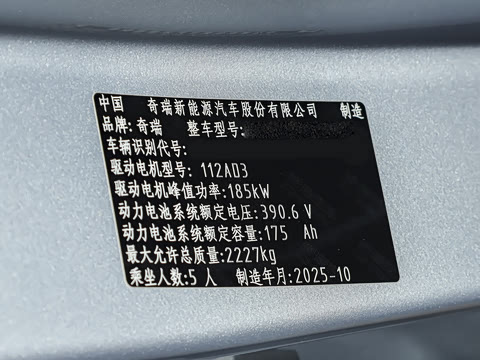 中国 奇瑞新能源汽车股份有限公司 制造
品牌:奇瑞 整车型号:
车辆识别代号:
驱动电机型号: 112AD3
驱动电机峰值功率:185kW
动力电池系统额定电压:390.6 V
动力电池系统额定容量:175 Ah
最大允许总质量:2227kg
乘坐人数:5 人 制造年月:2025-10